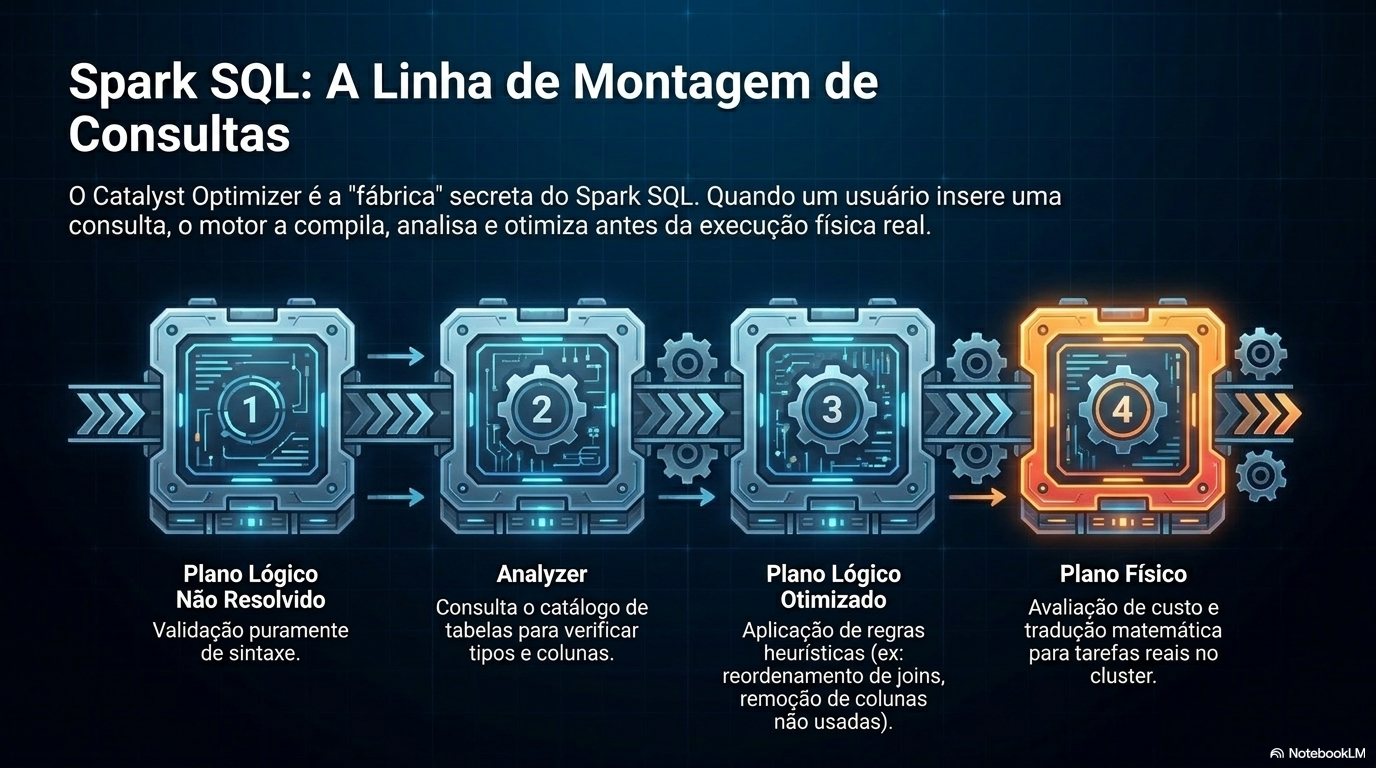 Spark SQL: A Linha de Montagem de
Consultas
O Catalyst Optimizer é a "fábrica" secreta do Spark SQL. Quando um usuário insere uma
consulta, o motor a compila, analisa e otimiza antes da execução física real.
1
2
3
4
Plano Lógico
Não Resolvido
Validação puramente
de sintaxe.
Analyzer
Consulta o catálogo de
tabelas para verificar
tipos e colunas.
Plano Lógico
Otimizado
Aplicação de regras
heurísticas (ex:
reordenamento de joins,
remoção de colunas
não usadas).
Plano Físico
Avaliação de custo e
tradução matemática
para tarefas reais no
cluster.
NotebookLM